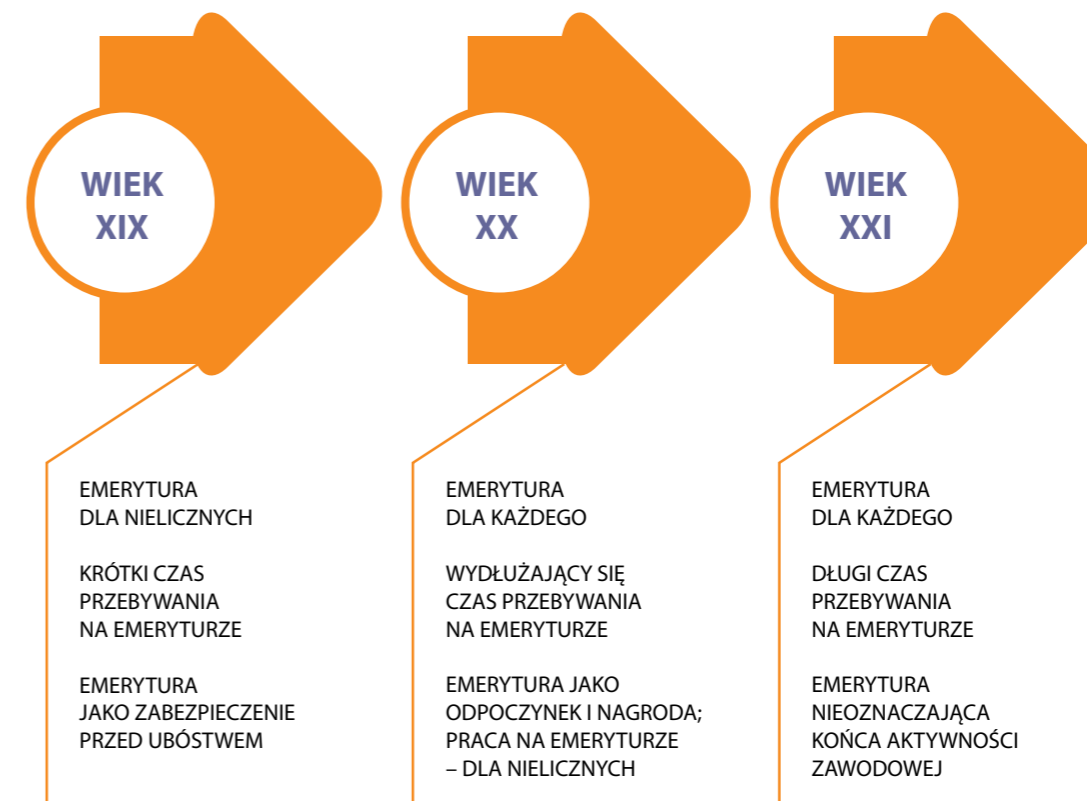 WIEK
XIX
EMERYTURA
DLA NIELICZNYCH
KRÓTKI CZAS
PRZEBYWANIA
NA EMERYTURZE
EMERYTURA
JAKO ZABEZPIECZENIE
PRZED UBÓSTWEM
WIEK
XX
EMERYTURA
DLA KAŻDEGO
WYDŁUŻAJĄCY SIĘ
CZAS PRZEBYWANIA
NA EMERYTURZE
EMERYTURA JAKO
ODPOCZYNEK I NAGRODA;
PRACA NA EMERYTURZE
– DLA NIELICZNYCH
WIEK
XXI
EMERYTURA
DLA KAŻDEGO
DŁUGI CZAS
PRZEBYWANIA
NA EMERYTURZE
EMERYTURA
NIEOZNACZAJĄCA
KOŃCA AKTYWNOŚCI
ZAWODOWEJ